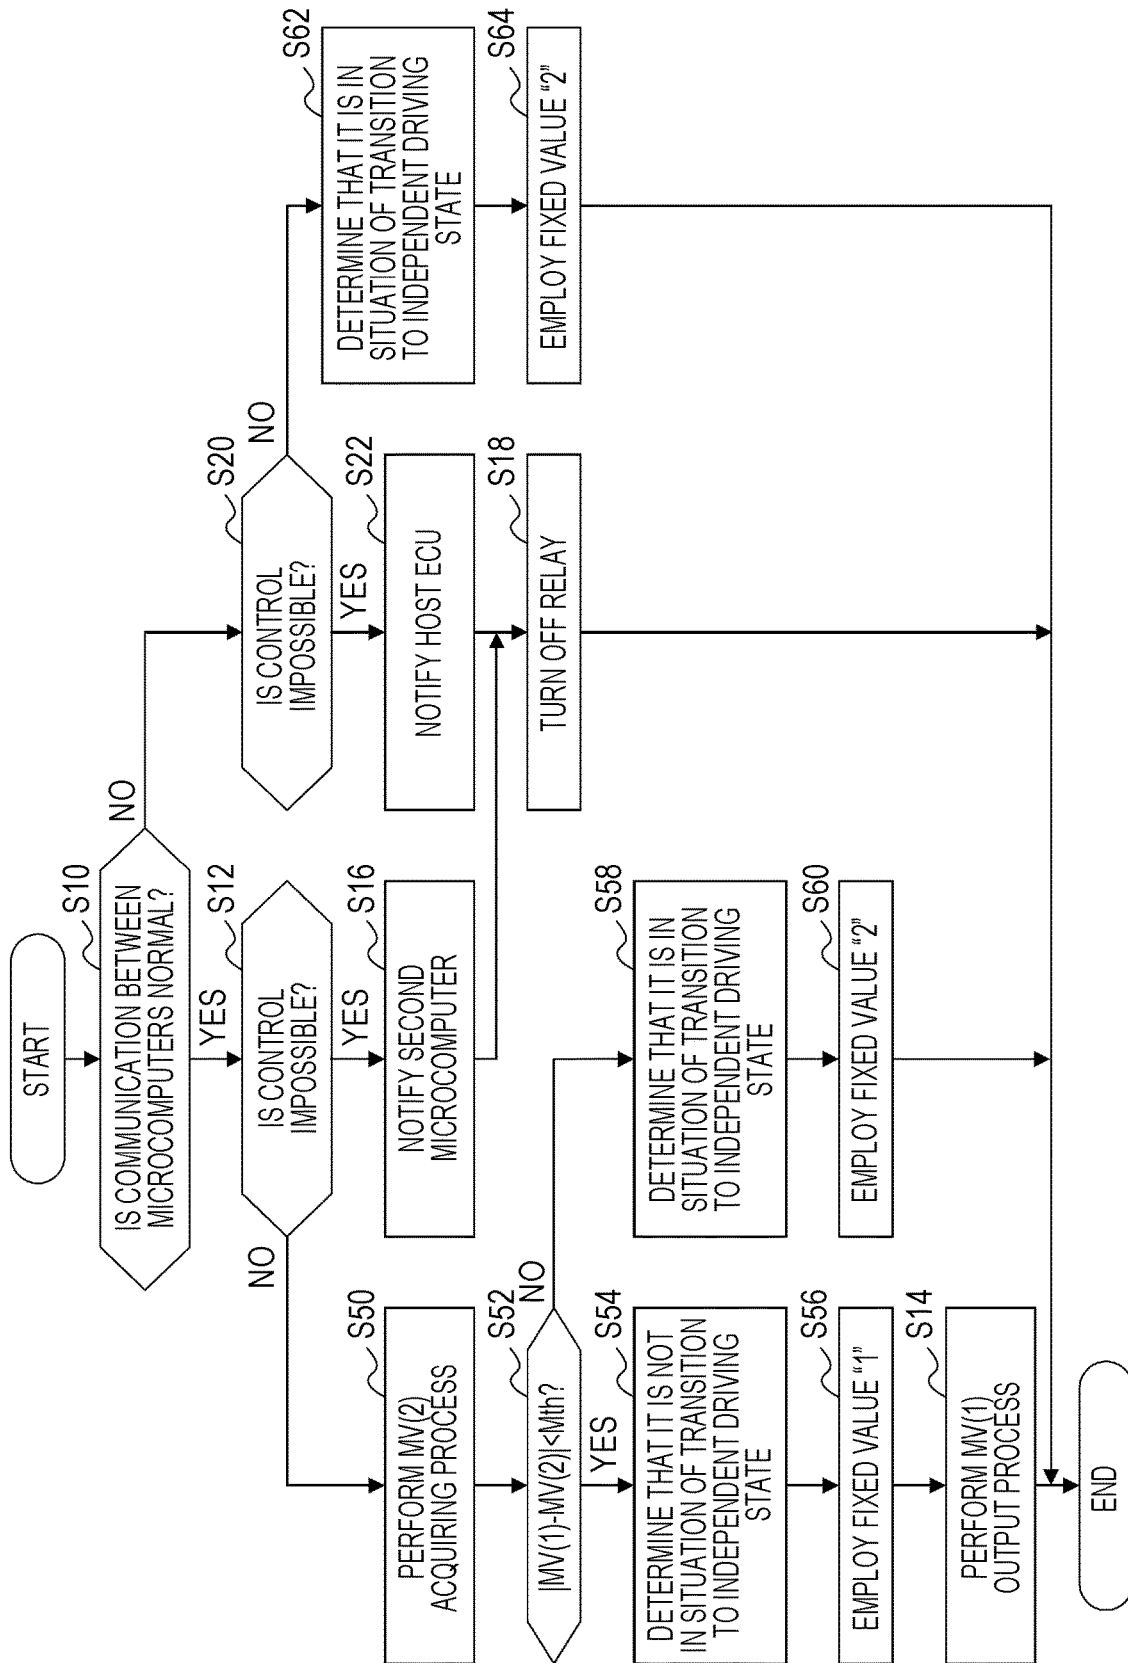 START
S10
IS COMMUNICATION BETWEEN
MICROCOMPUTERS NORMAL?
NO
YES
S12
IS CONTROL
IMPOSSIBLE?
NO
YES
S20
IS CONTROL
IMPOSSIBLE?
NO
YES
S50
PERFORM MV(2)
ACQUIRING PROCESS
S16
NOTIFY SECOND
MICROCOMPUTER
S22
NOTIFY HOST ECU
S62
DETERMINE THAT IT IS IN
SITUATION OF TRANSITION
TO INDEPENDENT DRIVING
STATE
S52
|MV(1)-MV(2)|<Mth?
NO
YES
S18
TURN OFF RELAY
S64
EMPLOY FIXED VALUE “2”
S54
DETERMINE THAT IT IS NOT
IN SITUATION OF TRANSITION
TO INDEPENDENT DRIVING
STATE
S58
DETERMINE THAT IT IS IN
SITUATION OF TRANSITION
TO INDEPENDENT DRIVING
STATE
S56
EMPLOY FIXED VALUE “1”
S60
EMPLOY FIXED VALUE “2”
S14
PERFORM MV(1)
OUTPUT PROCESS
END